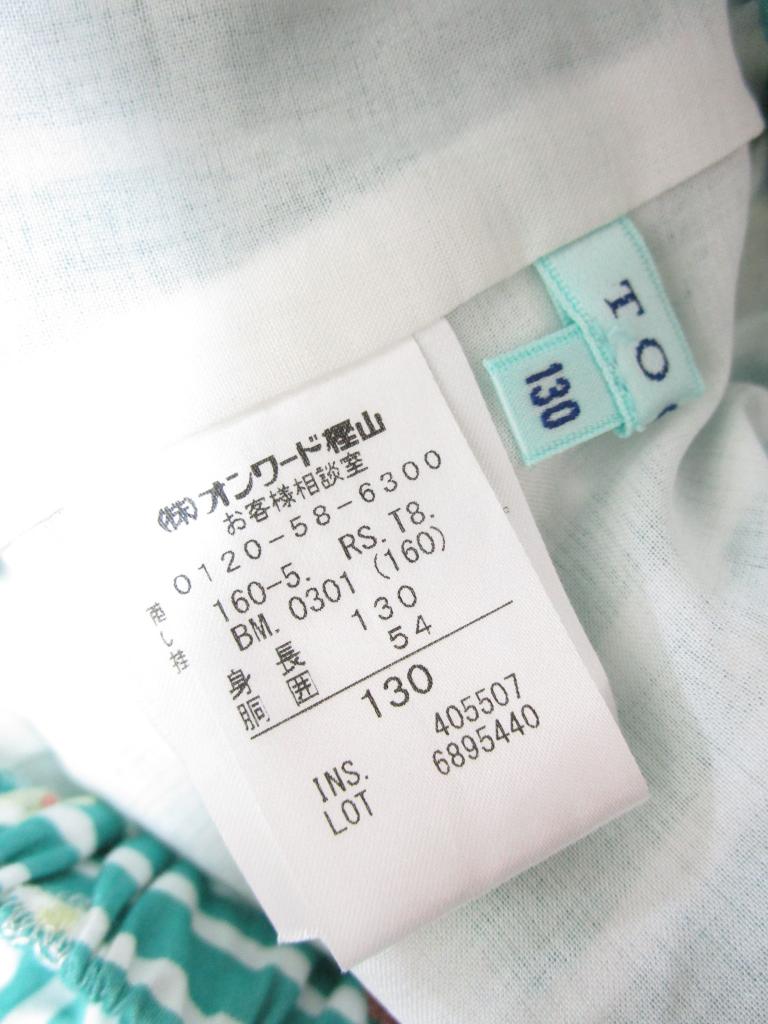 TO
130
(株)オンワード樫山
お客様相談室
0120-58-6300
160-5. RS. T8.
BM. 0301 (160)
身長 130
胴囲 54
130
INS. 405507
LOT 6895440